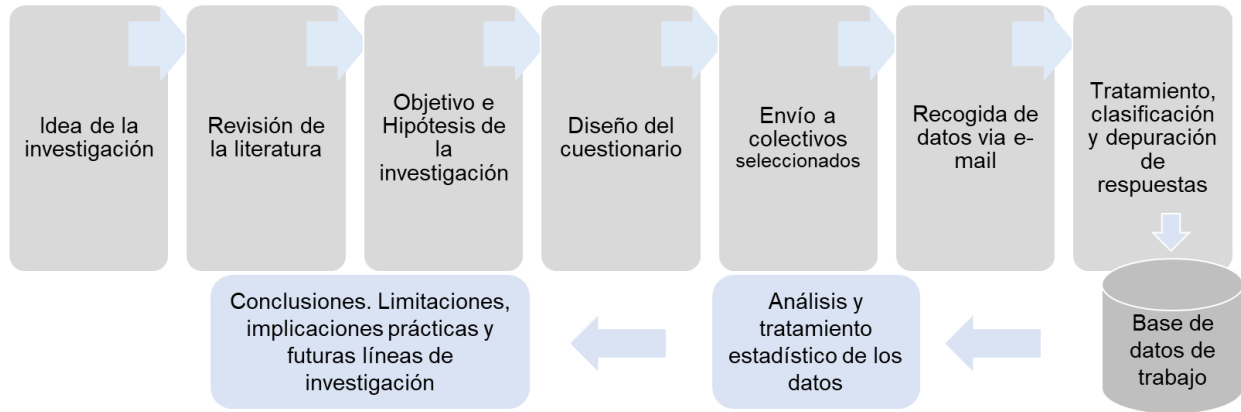 Idea de la
investigación
Revisión de
la literatura
Objetivo e
Hipótesis de
la
investigación
Diseño del
cuestionario
Envío a
colectivos
seleccionados
Recogida de
datos via e-
mail
Tratamiento,
clasificación
y depuración
de
respuestas
Base de
datos de
trabajo
Análisis y
tratamiento
estadístico de los
datos
Conclusiones. Limitaciones,
implicaciones prácticas y
futuras líneas de
investigación